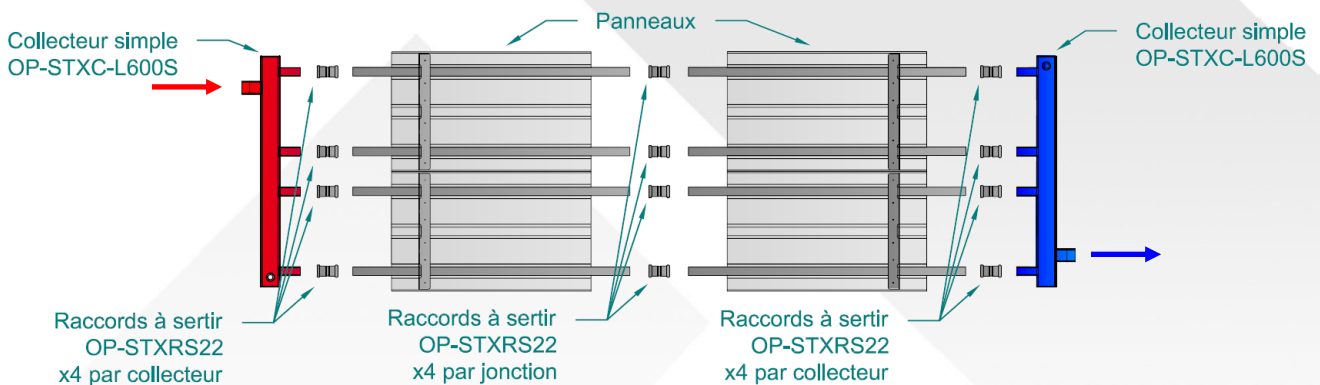 Panneaux
Collecteur simple
OP-STXC-L600S
Collecteur simple
OP-STXC-L600S
Raccords à sertir
OP-STXRS22
x4 par collecteur
Raccords à sertir
OP-STXRS22
x4 par jonction
Raccords à sertir
OP-STXRS22
x4 par collecteur